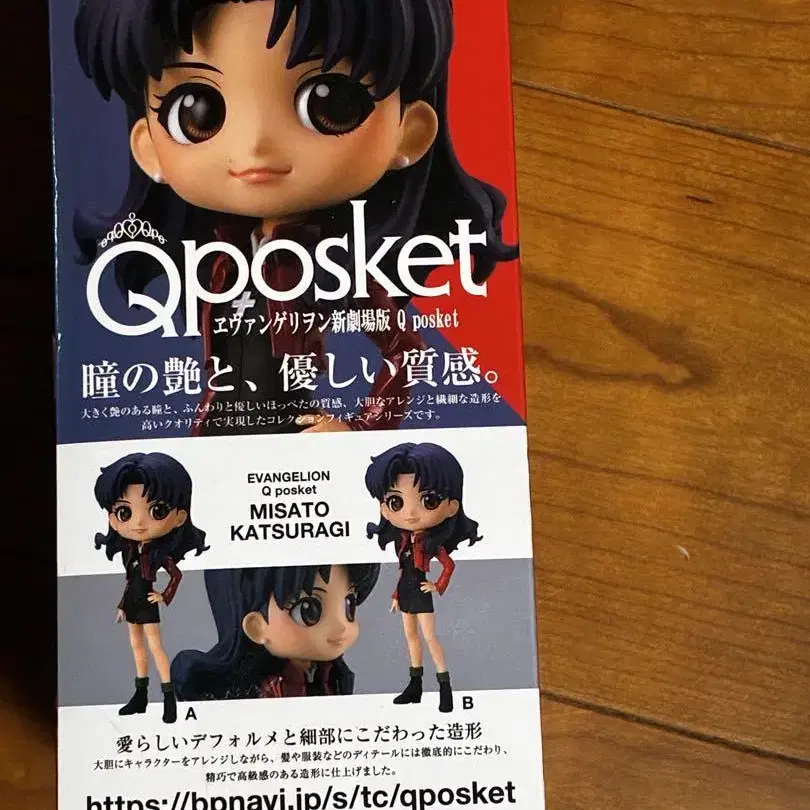 Qposket
ヱヴァンゲリヲン新劇場版 Q posket
瞳の艶と、優しい質感。
大きく艶のある瞳と、ふんわりと優しいほっぺたの質感、大胆なアレンジと繊細な造形を
高いクオリティで実現したコレクションフィギュアシリーズです。
EVANGELION
Q posket
MISATO
KATSURAGI
A
B
愛らしいデフォルメと細部にこだわった造形
大胆にキャラクターをアレンジしながら、髪や服装などのディテールには徹底的にこだわり、
精巧で高級感のある造形に仕上げました。
https://bpnavi.jp/s/tc/qposket